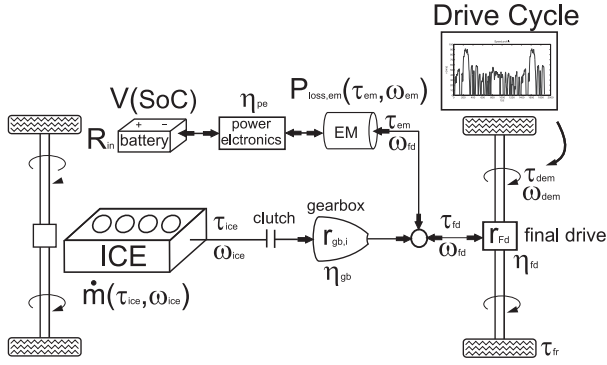 Drive Cycle
V(SoC)
η_pe
P_loss,em(τ_em,ω_em)
+ −
R_in
battery
power
elctronics
EM
τ_em
ω_fd
τ_dem
ω_dem
gearbox
τ_ice
clutch
r_gb,i
τ_fd
r_Fd
final drive
ICE
ω_ice
η_gb
ω_fd
η_fd
ṁ(τ_ice,ω_ice)
τ_fr